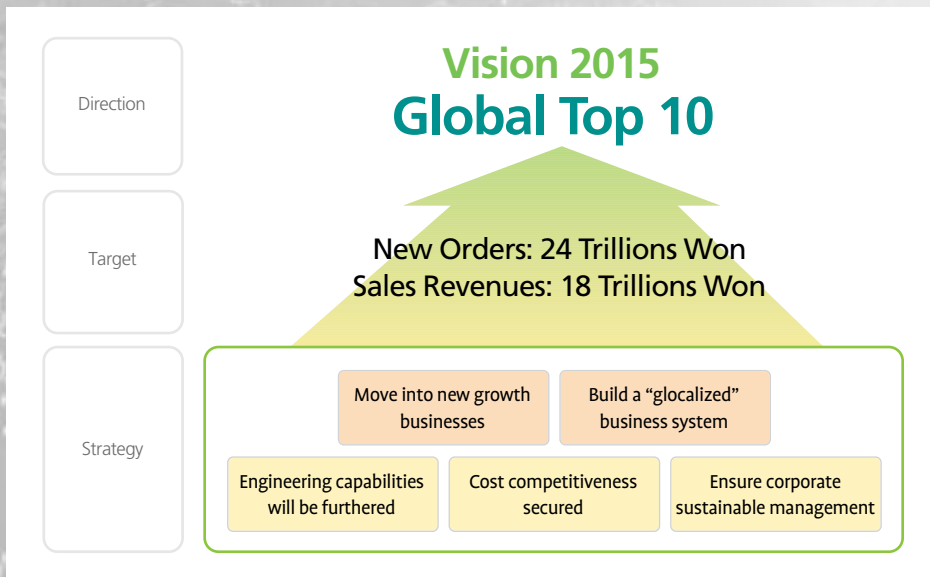 Direction
Vision 2015
Global Top 10
Target
New Orders: 24 Trillions Won
Sales Revenues: 18 Trillions Won
Strategy
Move into new growth
businesses
Build a “glocalized”
business system
Engineering capabilities
will be furthered
Cost competitiveness
secured
Ensure corporate
sustainable management